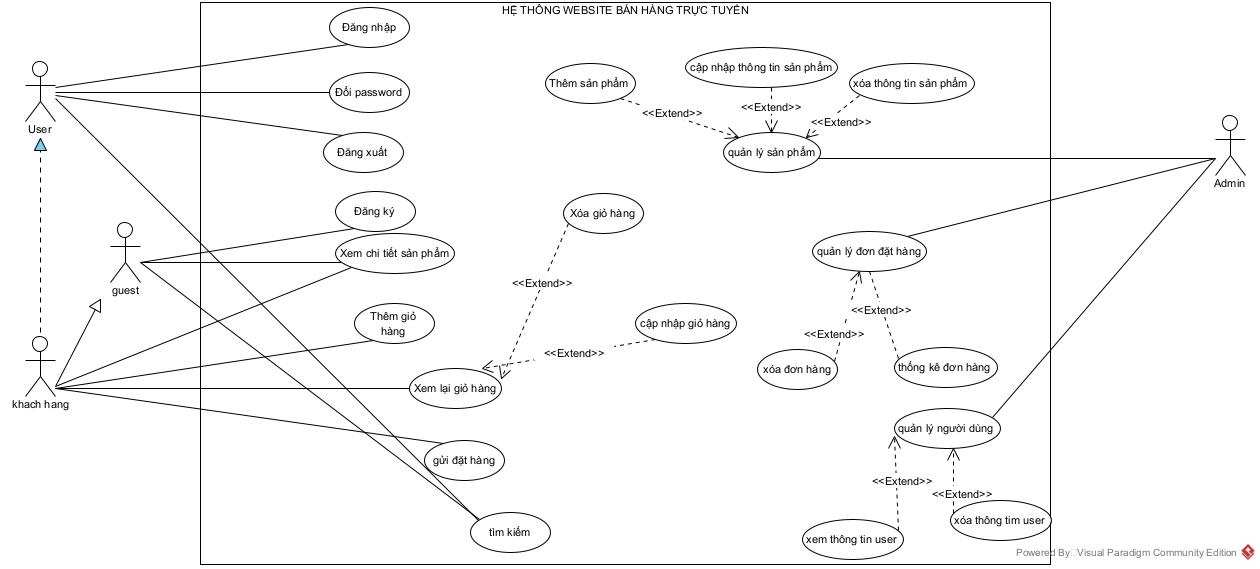 HỆ THỐNG WEBSITE BÁN HÀNG TRỰC TUYẾN
Đăng nhập
Đổi password
Đăng xuất
User
Thêm sản phẩm
cập nhập thông tin sản phẩm
xóa thông tin sản phẩm
<<Extend>>
<<Extend>>
<<Extend>>
quản lý sản phẩm
Admin
Đăng ký
Xem chi tiết sản phẩm
guest
Xóa giỏ hàng
<<Extend>>
quản lý đơn đặt hàng
<<Extend>>
<<Extend>>
xóa đơn hàng
thống kê đơn hàng
Thêm giỏ
hàng
cập nhập giỏ hàng
<<Extend>>
Xem lại giỏ hàng
khach hang
gửi đặt hàng
tìm kiếm
quản lý người dùng
<<Extend>>
<<Extend>>
xem thông tin user
xóa thông tim user
Powered By Visual Paradigm Community Edition